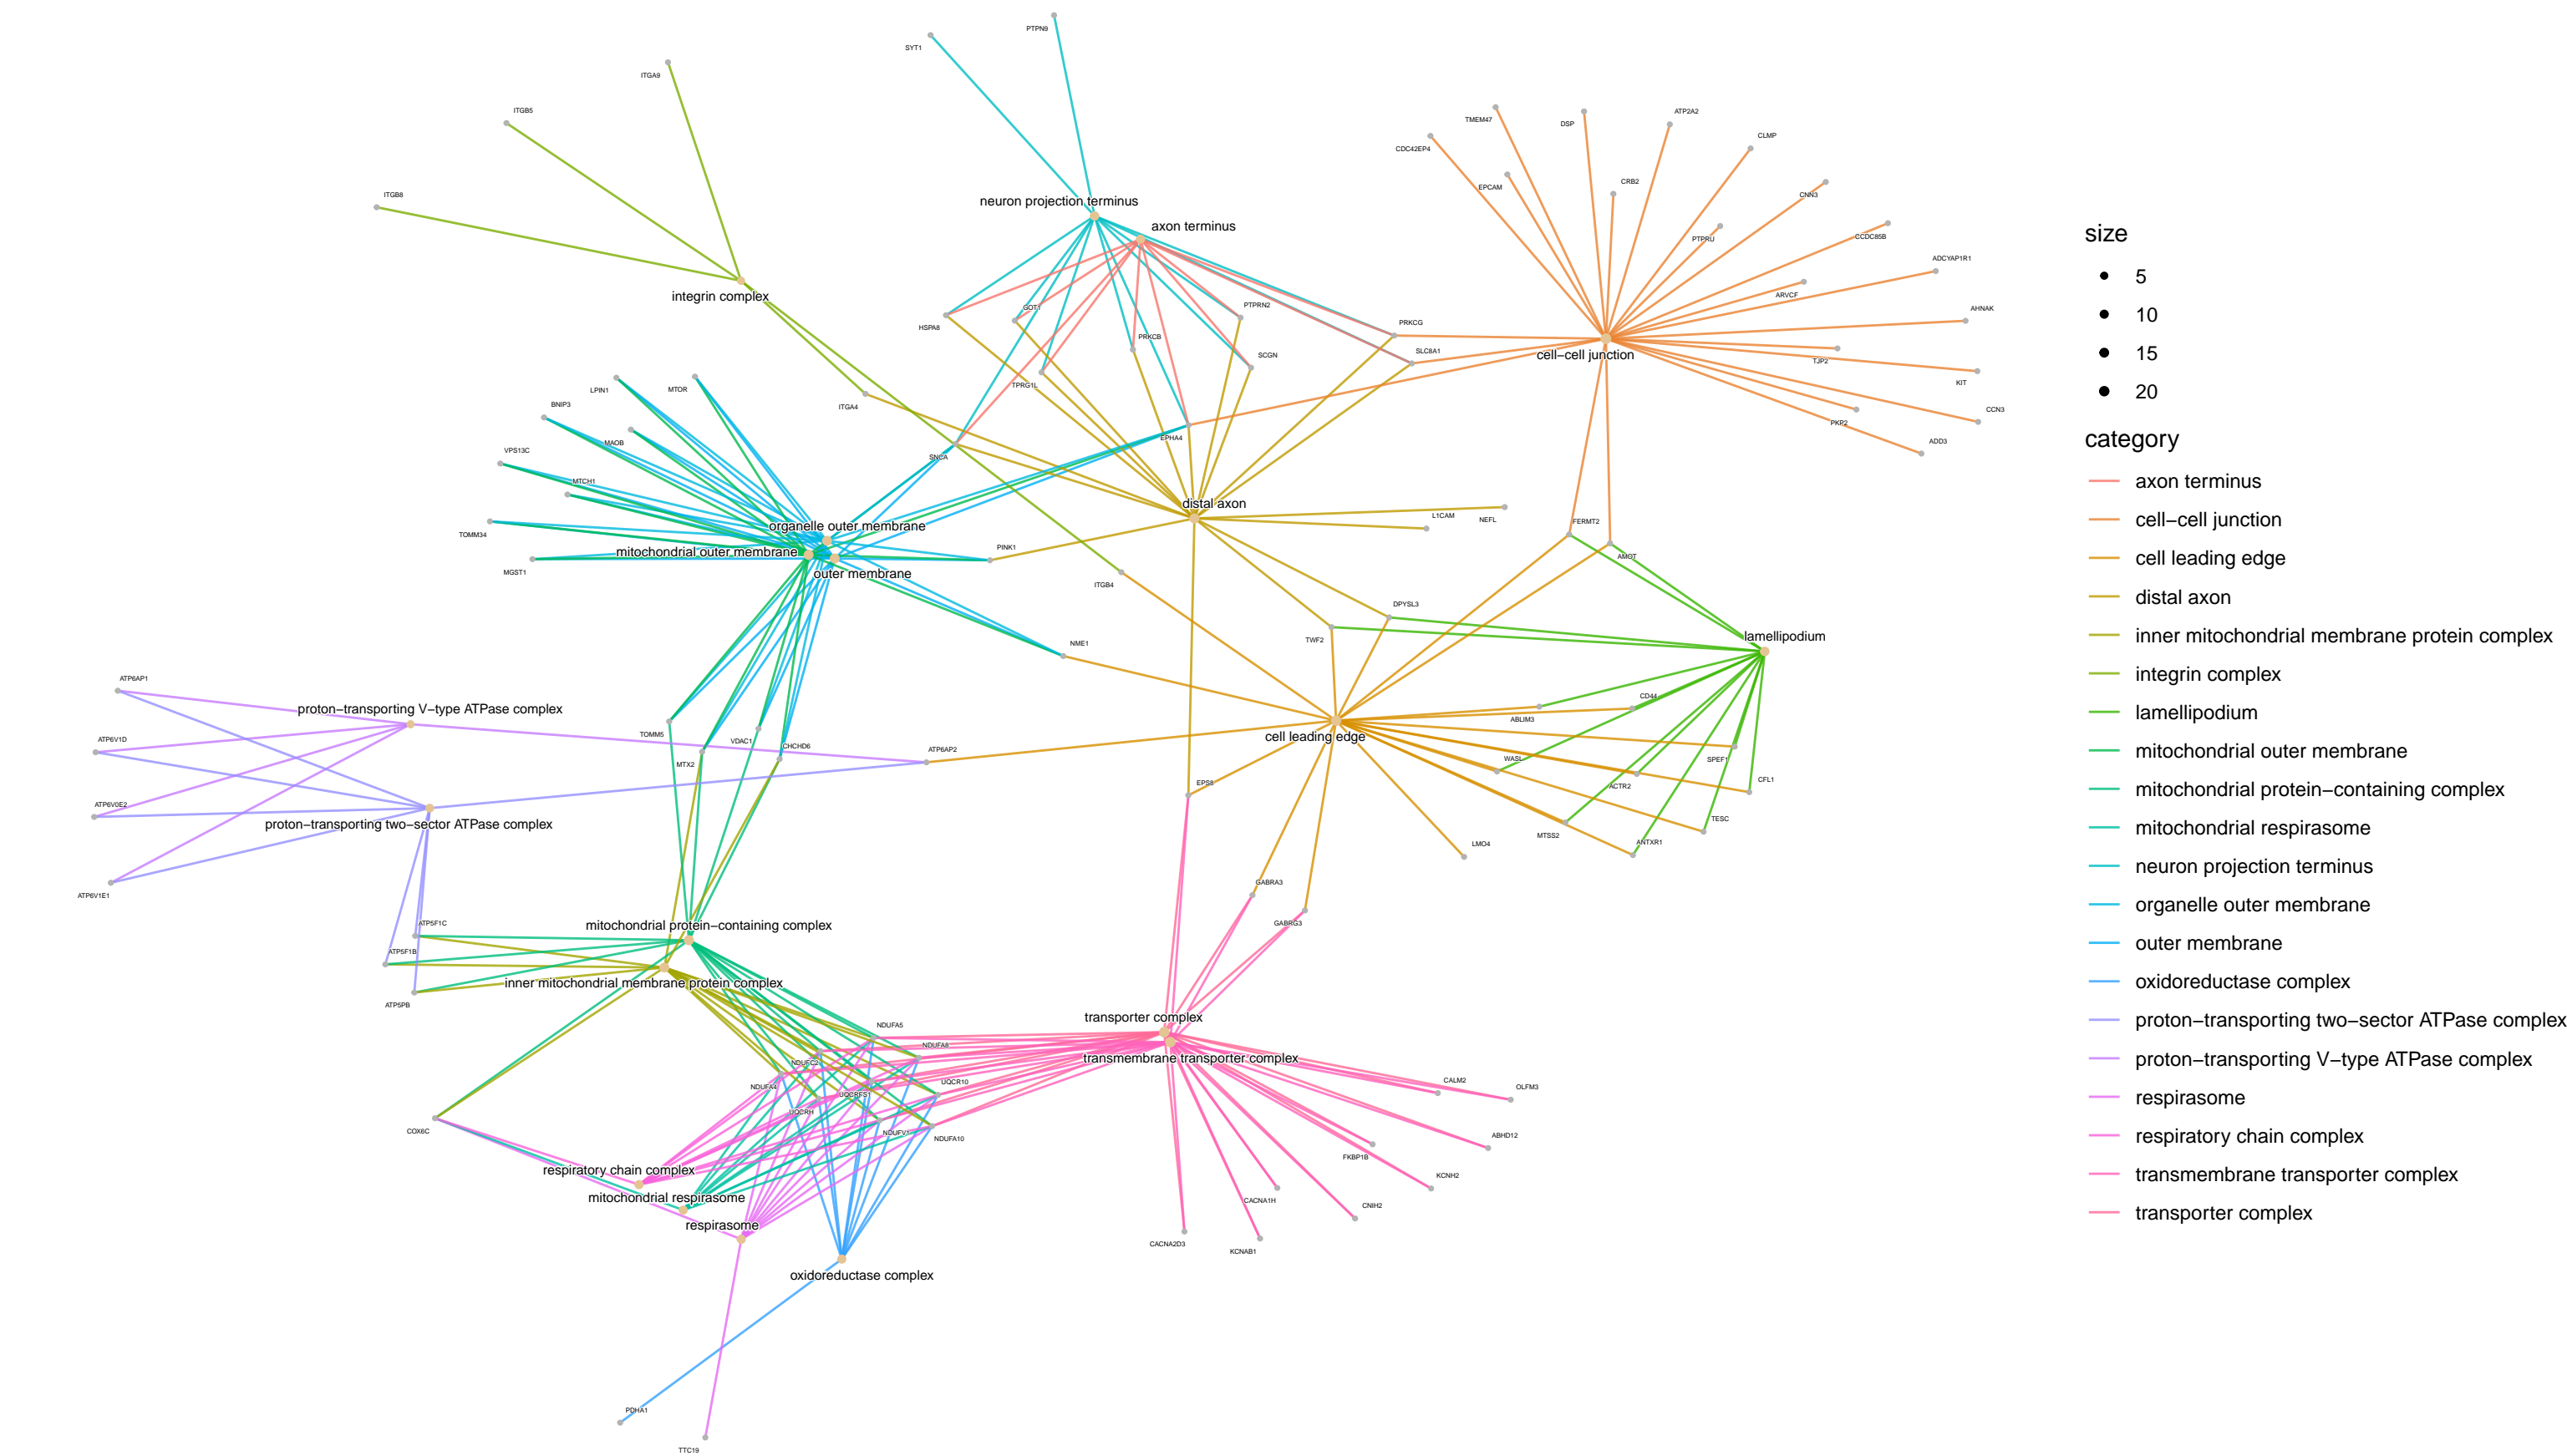 PTPN9
SYT1
ITGA9
ITGB5
ITGB8
TMEM47
DSP
ATP2A2
CLMP
CDC42EP4
EPCAM
CRB2
CNN3
PTPRU
CCDC85B
ADCYAP1R1
ARVCF
AHNAK
TJP2
KIT
CCN3
PKP2
ADD3
cell−cell junction
neuron projection terminus
axon terminus
integrin complex
HSPA8
GOT1
PTPRN2
PRKCG
PRKCB
SCGN
SLC8A1
TPRG1L
ITGA4
EPHA4
SNCA
LPIN1
MTOR
BNIP3
MAOB
VPS13C
MTCH1
TOMM34
MGST1
organelle outer membrane
mitochondrial outer membrane
outer membrane
distal axon
L1CAM
NEFL
FERMT2
AMOT
PINK1
ITGB4
DPYSL3
TWF2
NME1
lamellipodium
ATP6AP1
proton−transporting V−type ATPase complex
ATP6V1D
ATP6V0E2
proton−transporting two−sector ATPase complex
ATP6V1E1
TOMM5
VDAC1
CHCHD6
MTX2
ATP6AP2
cell leading edge
CD44
ABLIM3
WASL
SPEF1
ACTR2
CFL1
TESC
MTSS2
ANTXR1
EPS8
LMO4
GABRA3
GABRG3
ATP5F1C
ATP5F1B
ATP5PB
mitochondrial protein−containing complex
inner mitochondrial membrane protein complex
transporter complex
transmembrane transporter complex
NDUFA5
NDUFC2
NDUFA4
UQCR10
UQCRFS1
UQCRH
NDUFV1
NDUFA10
COX6C
CALM2
OLFM3
ABHD12
FKBP1B
KCNH2
CACNA1H
CNIH2
CACNA2D3
KCNAB1
respiratory chain complex
mitochondrial respirasome
respirasome
oxidoreductase complex
PDHA1
TTC19
size
5
10
15
20
category
axon terminus
cell−cell junction
cell leading edge
distal axon
inner mitochondrial membrane protein complex
integrin complex
lamellipodium
mitochondrial outer membrane
mitochondrial protein−containing complex
mitochondrial respirasome
neuron projection terminus
organelle outer membrane
outer membrane
oxidoreductase complex
proton−transporting two−sector ATPase complex
proton−transporting V−type ATPase complex
respirasome
respiratory chain complex
transmembrane transporter complex
transporter complex